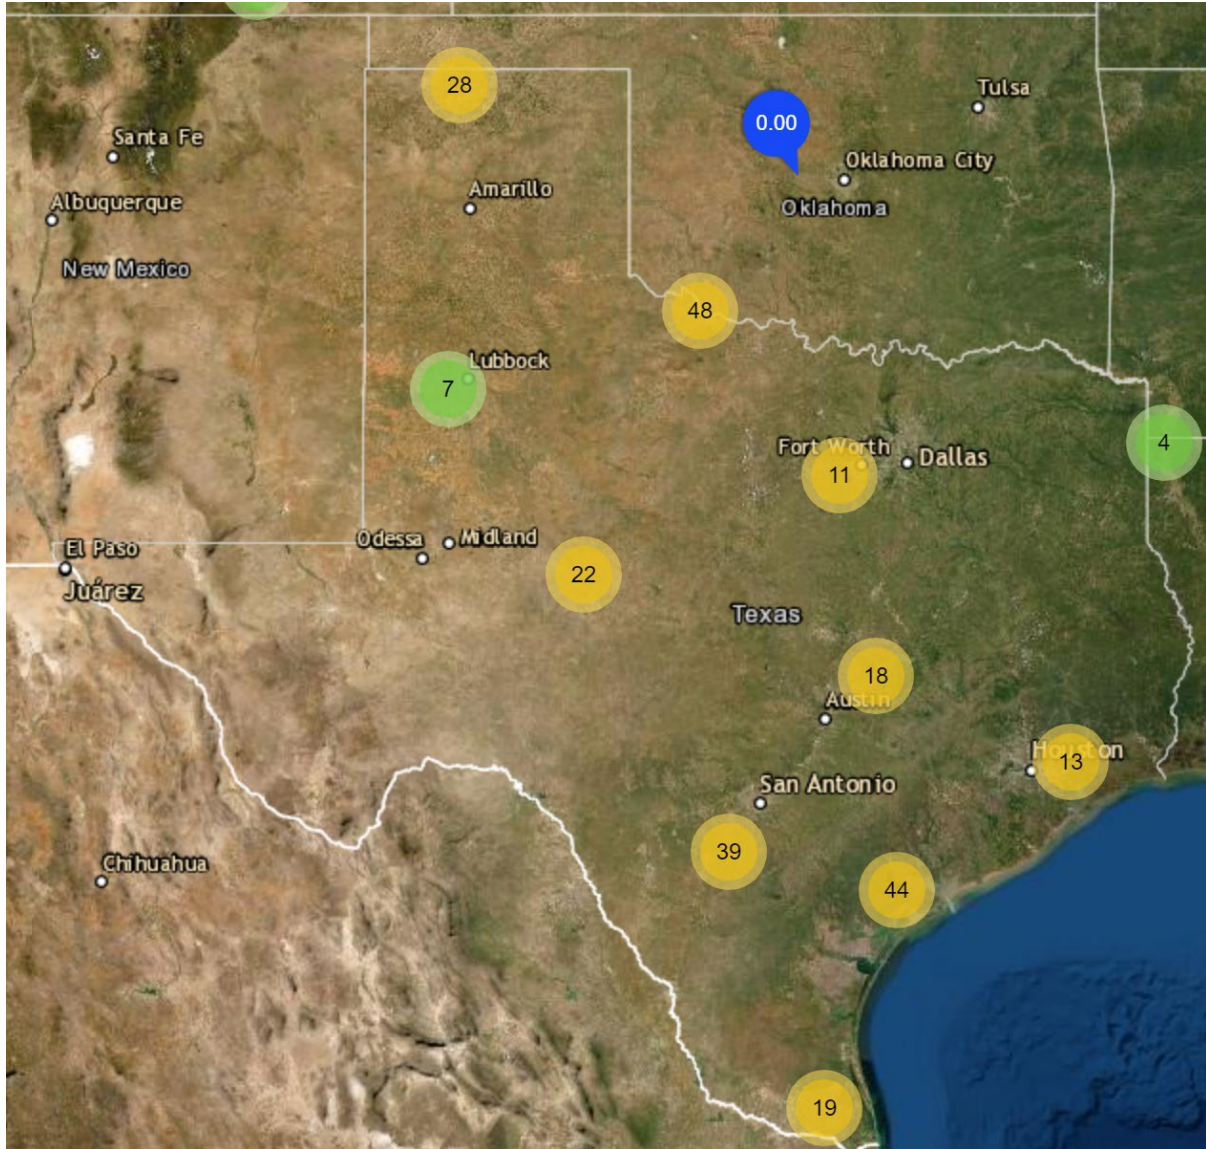 28
Tulsa
0.00
Santa Fe
Oklahoma City
Amarillo
Albuquerque
Oklahoma
New Mexico
48
Lubbock
7
4
Fort Worth
Dallas
11
Odessa
Midland
El Paso
22
Juárez
Texas
18
Austin
Houston
13
San Antonio
39
Chihuahua
44
19